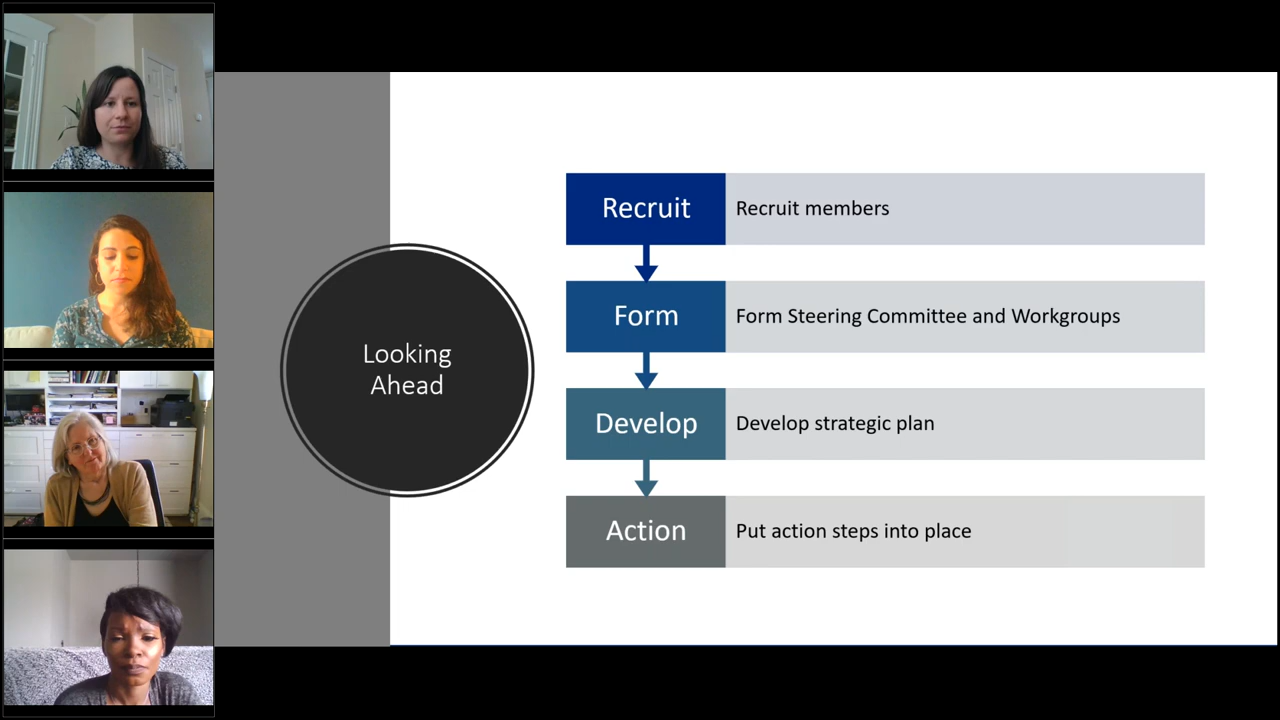 Looking
Ahead
Recruit
Recruit members
Form
Form Steering Committee and Workgroups
Develop
Develop strategic plan
Action
Put action steps into place